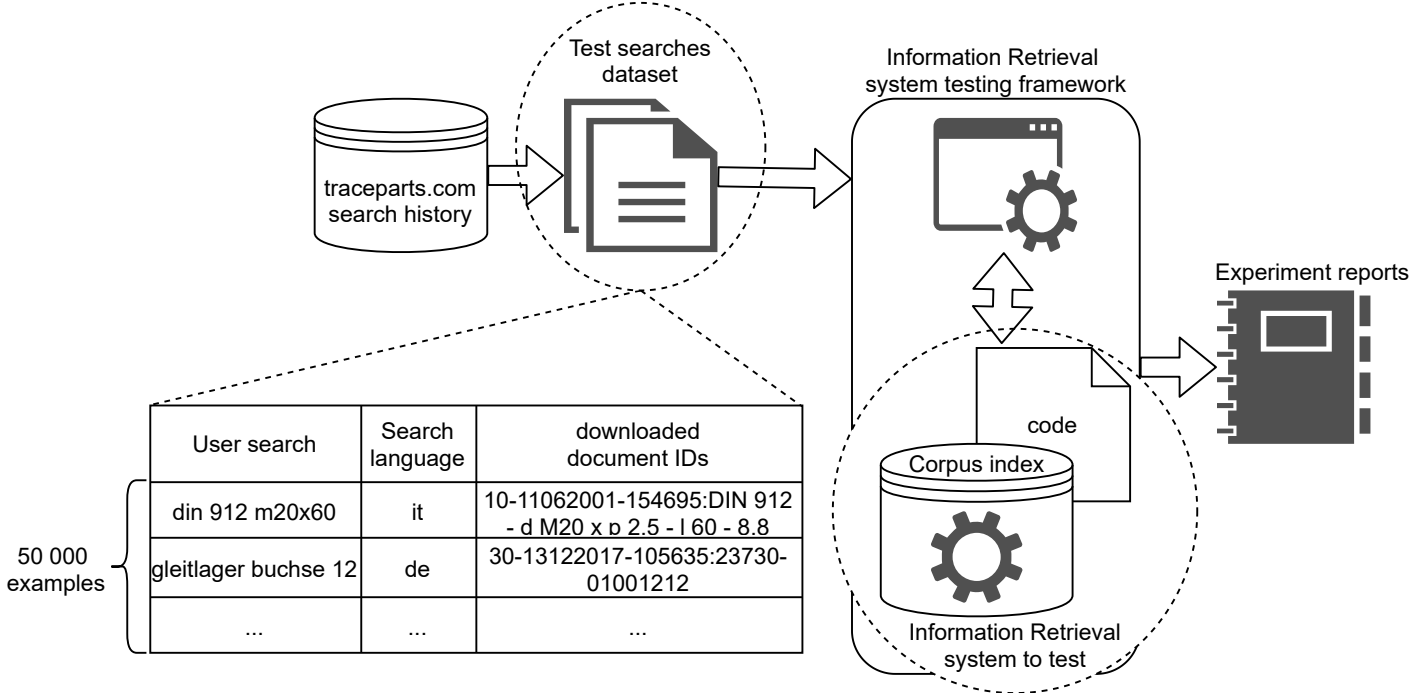 Test searches
dataset
Information Retrieval
system testing framework
traceparts.com
search history
Experiment reports
code
Corpus index
Information Retrieval
system to test
User search
Search
language
downloaded
document IDs
din 912 m20x60
it
10-11062001-154695:DIN 912
- d M20 x p 2.5 - l 60 - 8.8
gleitlager buchse 12
de
30-13122017-105635:23730-
01001212
...
...
...
50 000
examples